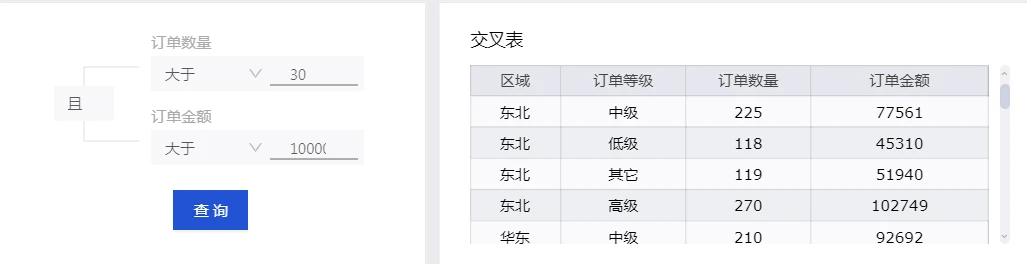 订单数量
大于 30
且
订单金额
大于
查询
交叉表
区域 订单等级 订单数量 订单金额
东北 中级 225 77561
东北 低级 118 45310
东北 其它 119 51940
东北 高级 270 102749
华东 中级 210 92692